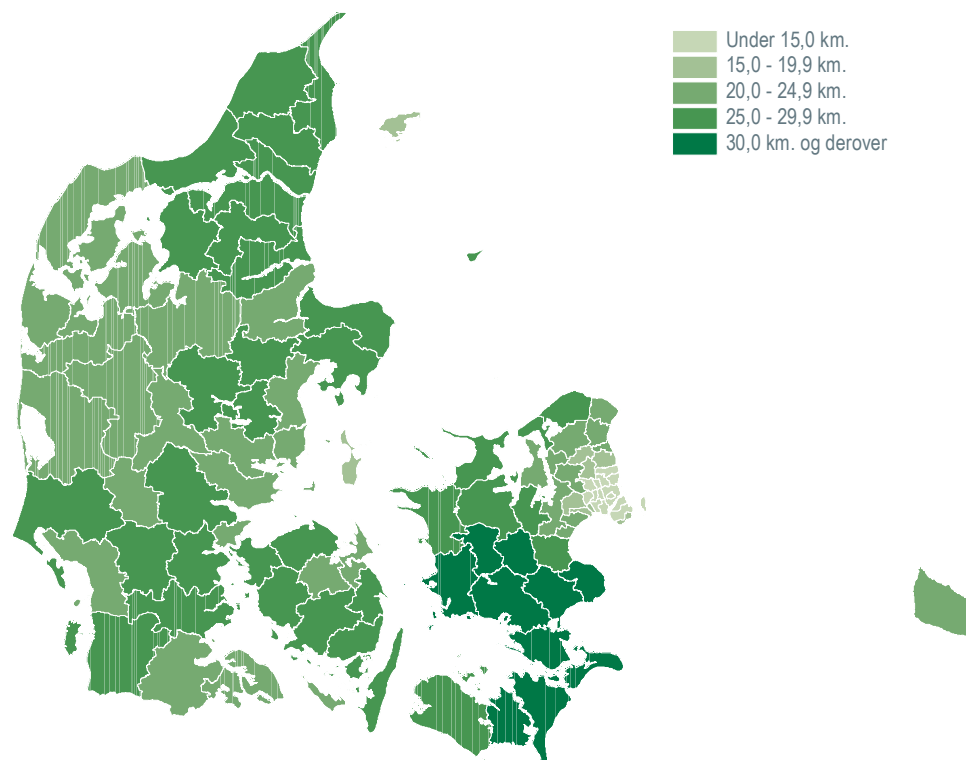 Under 15,0 km.
15,0 - 19,9 km.
20,0 - 24,9 km.
25,0 - 29,9 km.
30,0 km. og derover